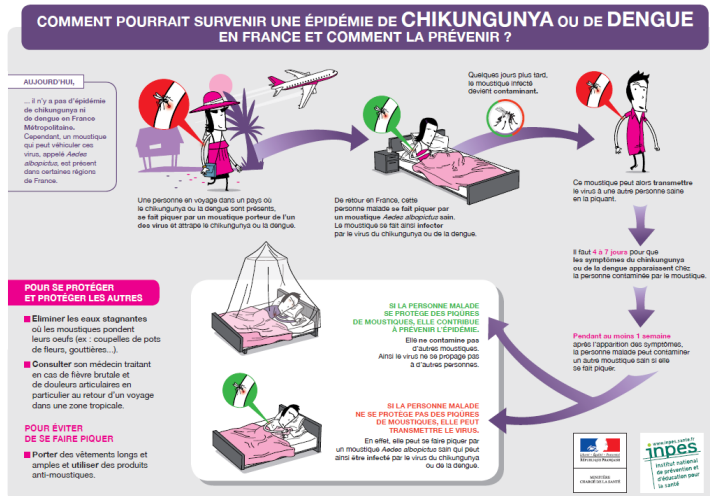 COMMENT POURRAIT SURVENIR UNE ÉPIDÉMIE DE CHIKUNGUNYA OU DE DENGUE
EN FRANCE ET COMMENT LA PRÉVENIR ?
AUJOURD'HUI,
... il n'y a pas d'épidémie
de chikungunya ni
de dengue en France
Métropolitaine.
Cependant, un moustique
qui peut véhiculer ces
virus, appelé Aedes
albopictus, est présent
dans certaines régions
de France.
Une personne en voyage dans un pays où
le chikungunya ou la dengue sont présents,
se fait piquer par un moustique porteur de l'un
des virus et attrape le chikungunya ou la dengue.
De retour en France, cette
personne malade se fait piquer par
un moustique Aedes albopictus sain.
Le moustique se fait ainsi infecter
par le virus du chikungunya ou de la dengue.
Quelques jours plus tard,
le moustique infecté
devient contaminant.
Ce moustique peut alors transmettre
le virus à une autre personne saine
en la piquant.
Il faut 4 à 7 jours pour que
les symptômes du chinkungunya
ou de la dengue apparaissent chez
la personne contaminée par le moustique.
Pendant au moins 1 semaine
après l'apparition des symptômes,
la personne malade peut contaminer
un autre moustique sain si elle
se fait piquer.
POUR SE PROTÉGER
ET PROTÉGER LES AUTRES
Eliminer les eaux stagnantes
où les moustiques pondent
leurs oeufs (ex : coupelles de pots
de fleurs, gouttières...).
Consulter son médecin traitant
en cas de fièvre brutale et
de douleurs articulaires en
particulier au retour d'un voyage
dans une zone tropicale.
POUR ÉVITER
DE SE FAIRE PIQUER
Porter des vêtements longs et
amples et utiliser des produits
anti-moustiques.
SI LA PERSONNE MALADE
SE PROTÈGE DES PIQÛRES
DE MOUSTIQUES, ELLE CONTRIBUE
À PRÉVENIR L'ÉPIDÉMIE.
Elle ne contamine pas
d'autres moustiques.
Ainsi le virus ne se propage pas
à d'autres personnes.
SI LA PERSONNE MALADE
NE SE PROTÈGE PAS DES PIQÛRES
DE MOUSTIQUES, ELLE PEUT
TRANSMETTRE LE VIRUS.
En effet, elle peut se faire piquer par
un moustique Aedes albopictus sain qui peut
ainsi être infecté par le virus du chikungunya
ou de la dengue.
Liberté • Égalité • Fraternité
RÉPUBLIQUE FRANÇAISE
MINISTÈRE
CHARGÉ DE LA SANTÉ
www.inpes.sante.fr
inpes
institut national
de prévention et
d'éducation pour
la santé